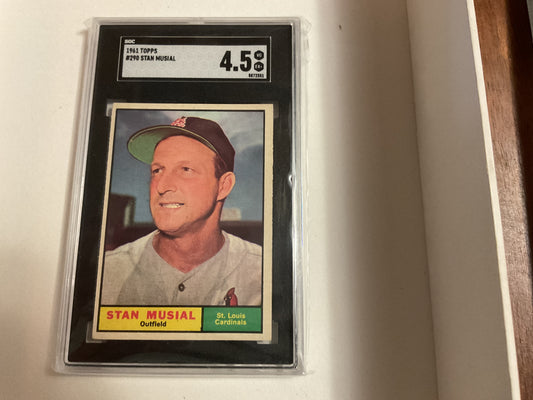 SGC
1961 TOPPS
#290 STAN MUSIAL
4.5
VG
EX+
STAN MUSIAL
Outfield
St. Louis
Cardinals